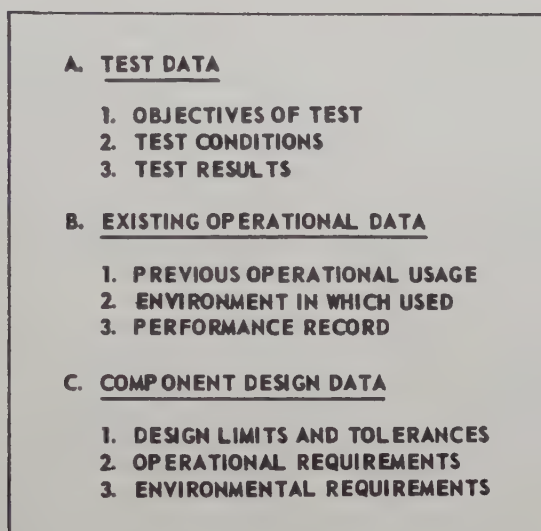 A. TEST DATA
1. OBJECTIVES OF TEST
2. TEST CONDITIONS
3. TEST RESULTS
B. EXISTING OPERATIONAL DATA
1. PREVIOUS OPERATIONAL USAGE
2. ENVIRONMENT IN WHICH USED
3. PERFORMANCE RECORD
C. COMPONENT DESIGN DATA
1. DESIGN LIMITS AND TOLERANCES
2. OPERATIONAL REQUIREMENTS
3. ENVIRONMENTAL REQUIREMENTS